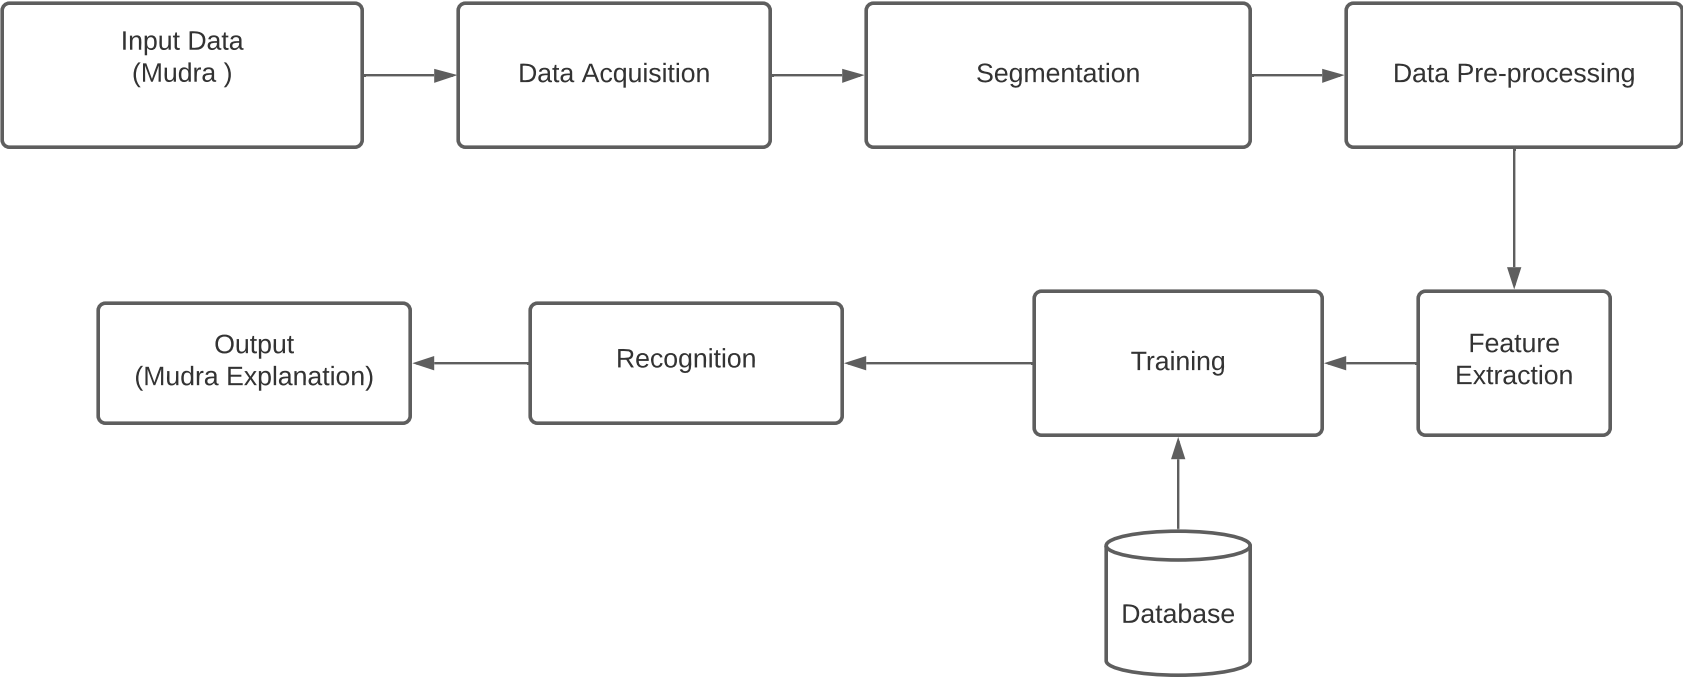 Input Data
(Mudra )
Data Acquisition
Segmentation
Data Pre-processing
Feature
Extraction
Training
Recognition
Output
(Mudra Explanation)
Database